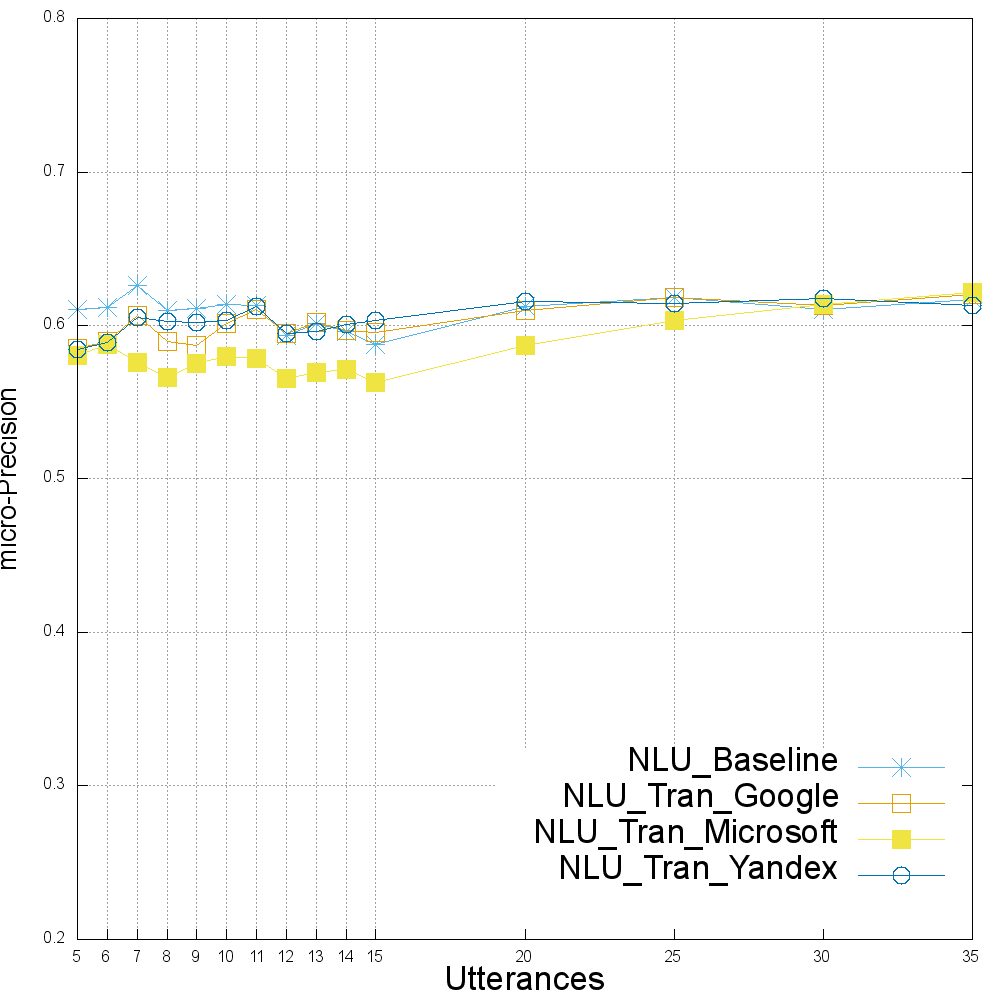 0.8
0.7
0.6
0.5
0.4
0.3
0.2
micro-Precision
NLU_Baseline
NLU_Tran_Google
NLU_Tran_Microsoft
NLU_Tran_Yandex
5 6 7 8 9 10 11 12 13 14 15 20 25 30 35
Utterances